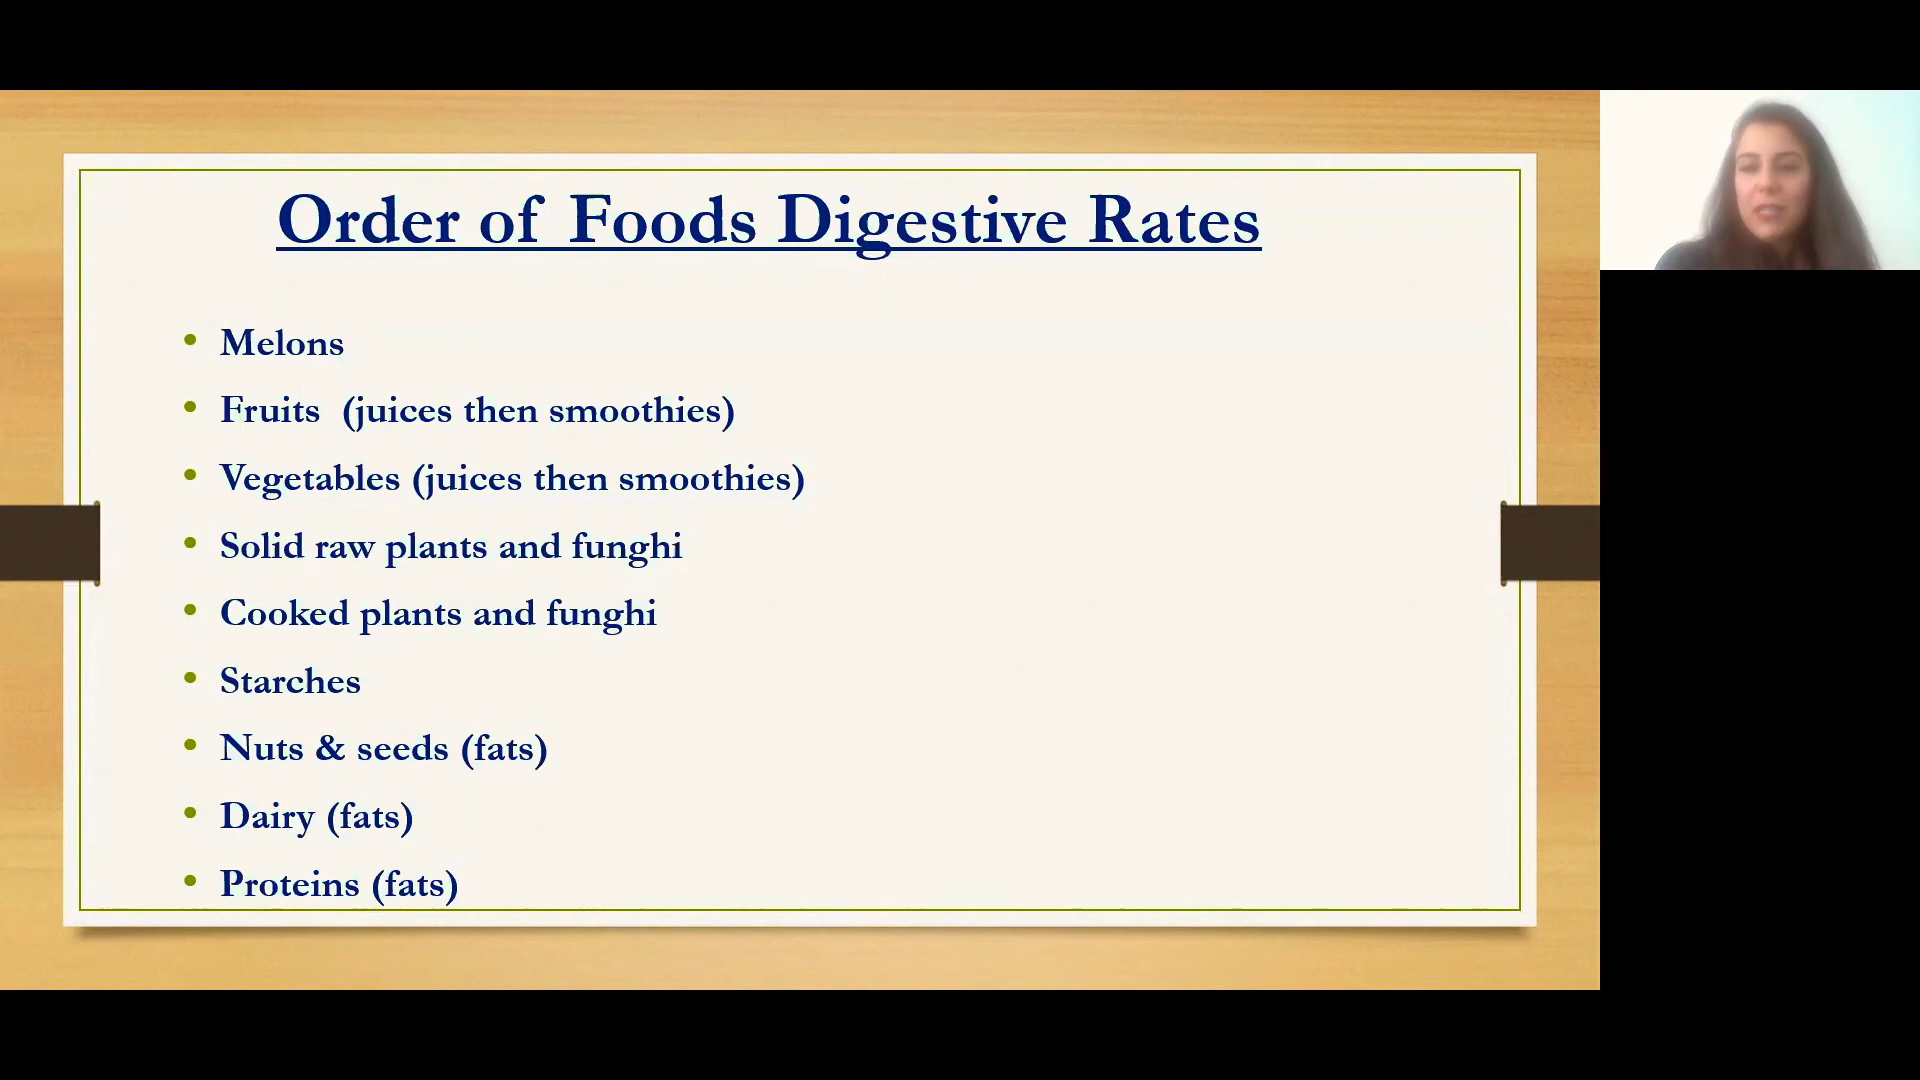 Order of Foods Digestive Rates
• Melons
• Fruits (juices then smoothies)
• Vegetables (juices then smoothies)
• Solid raw plants and funghi
• Cooked plants and funghi
• Starches
• Nuts & seeds (fats)
• Dairy (fats)
• Proteins (fats)